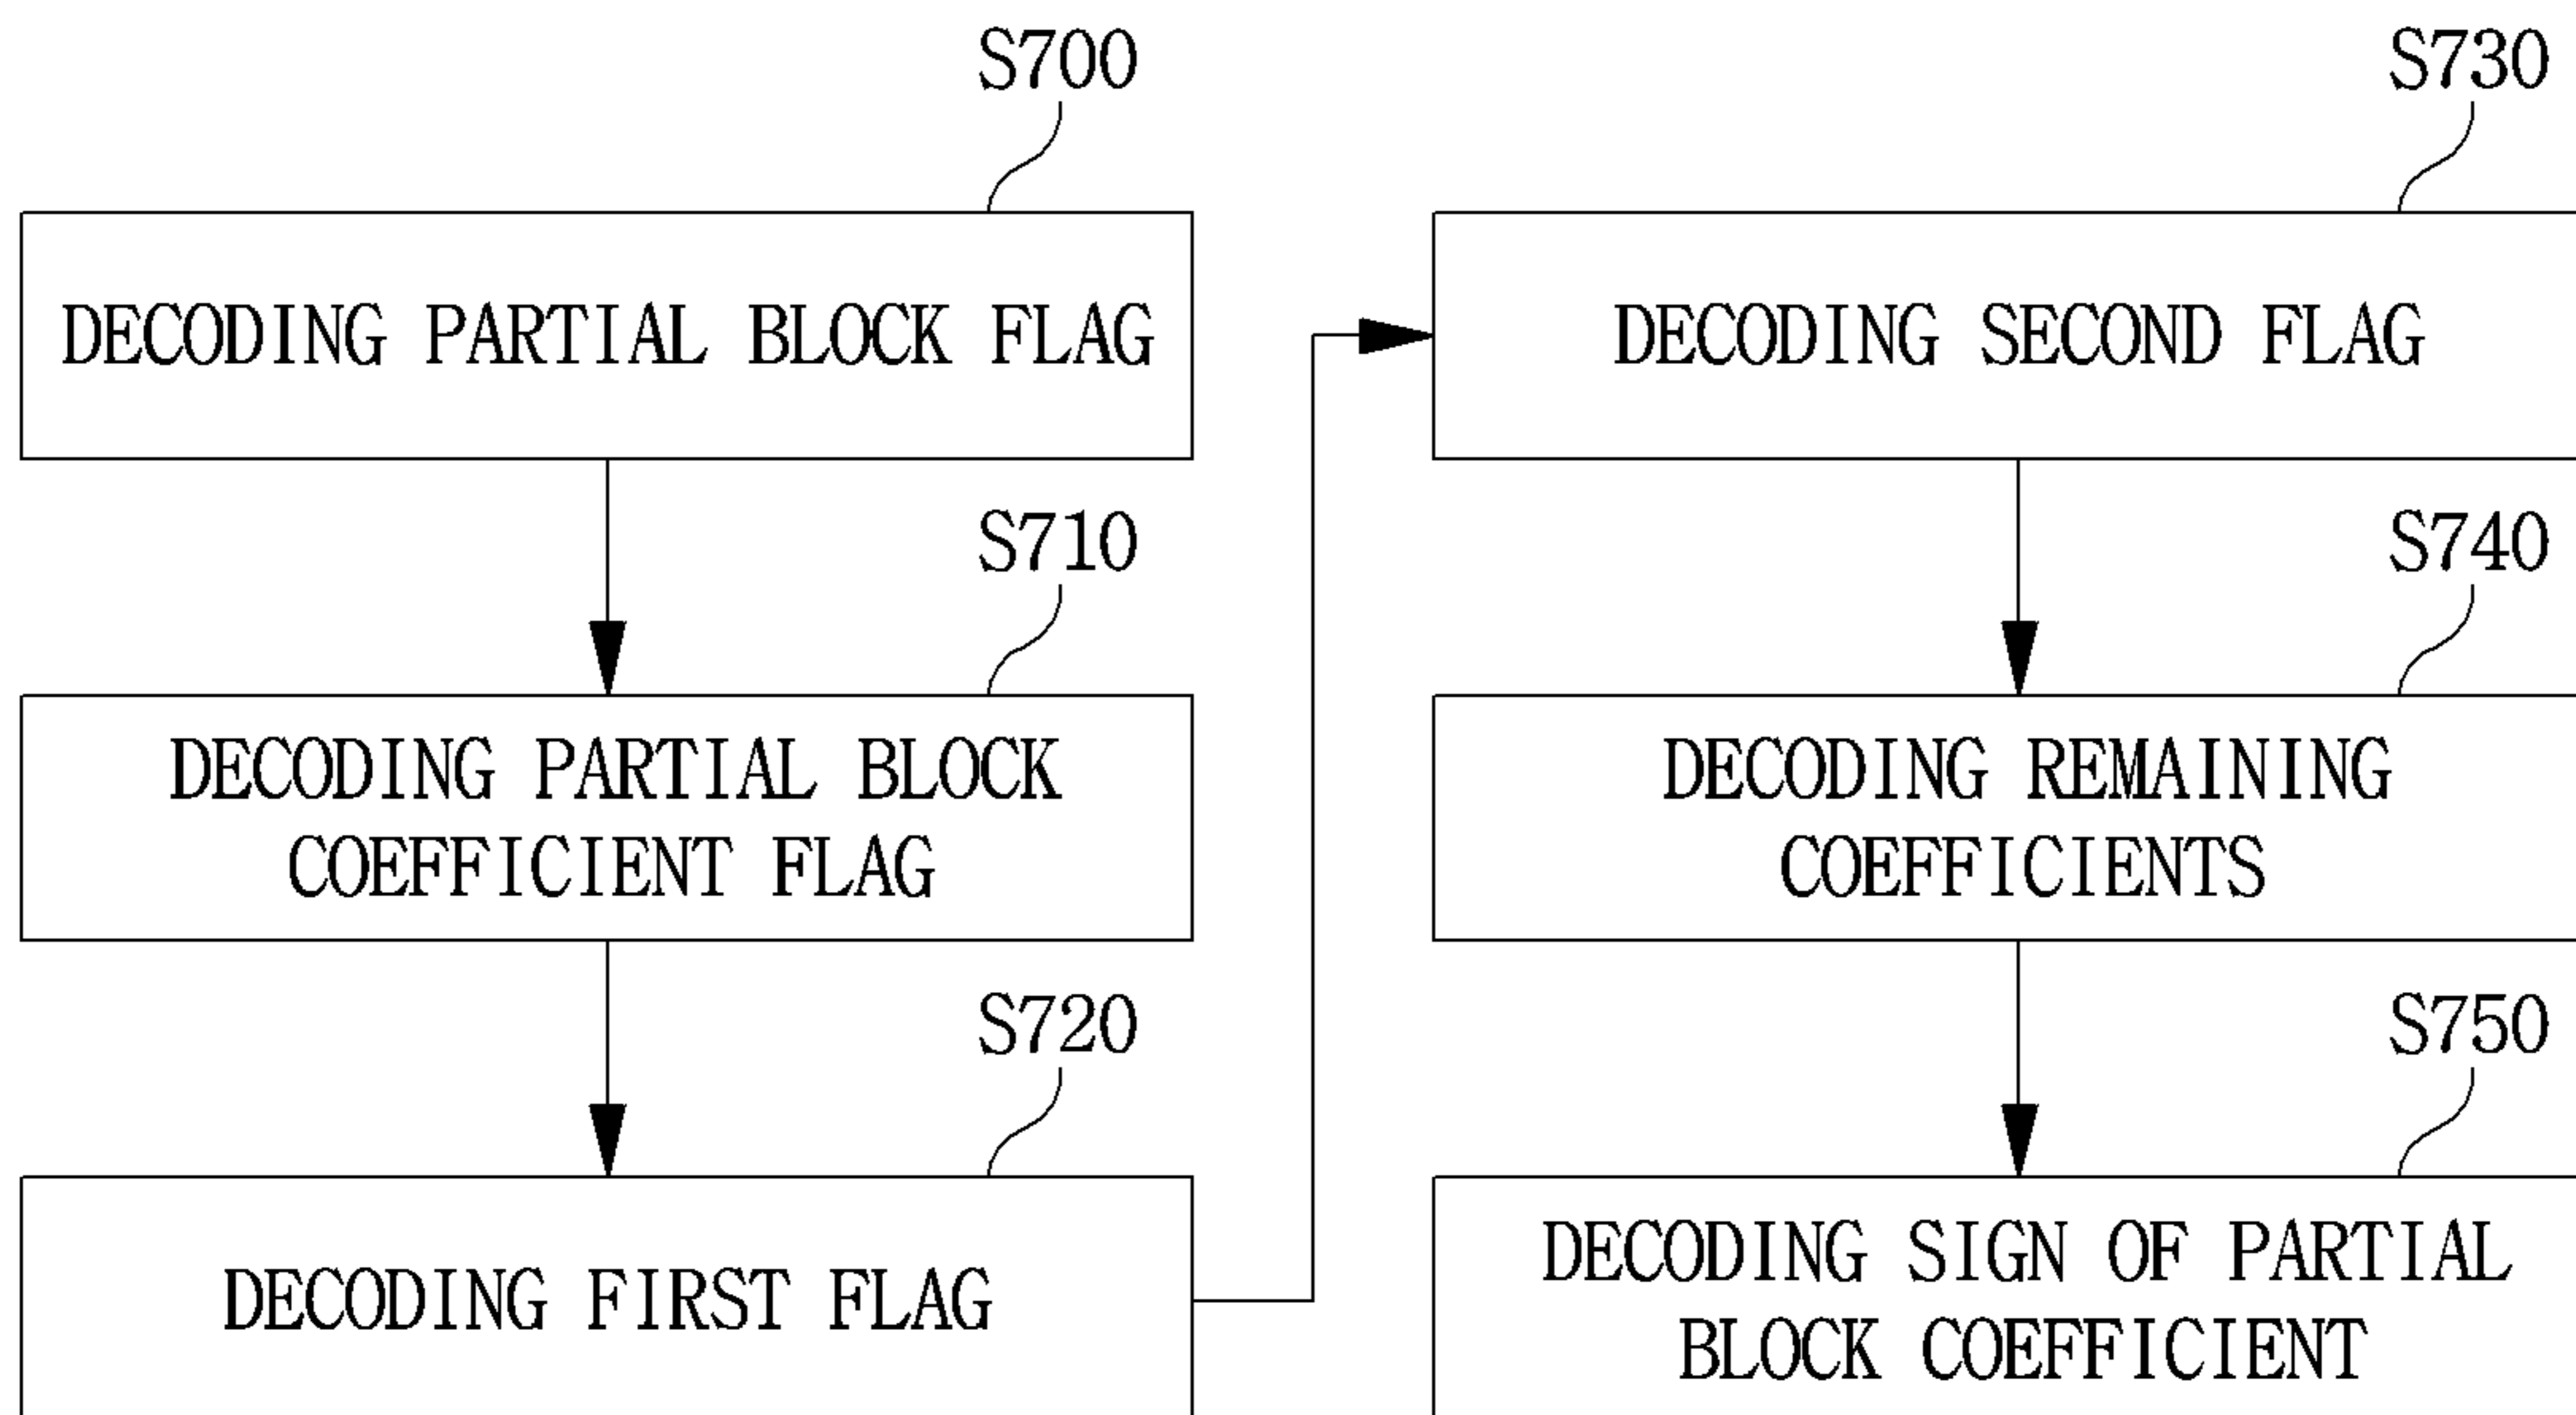 S700
DECODING PARTIAL BLOCK FLAG
S710
DECODING PARTIAL BLOCK
COEFFICIENT FLAG
S720
DECODING FIRST FLAG
S730
DECODING SECOND FLAG
S740
DECODING REMAINING
COEFFICIENTS
S750
DECODING SIGN OF PARTIAL
BLOCK COEFFICIENT